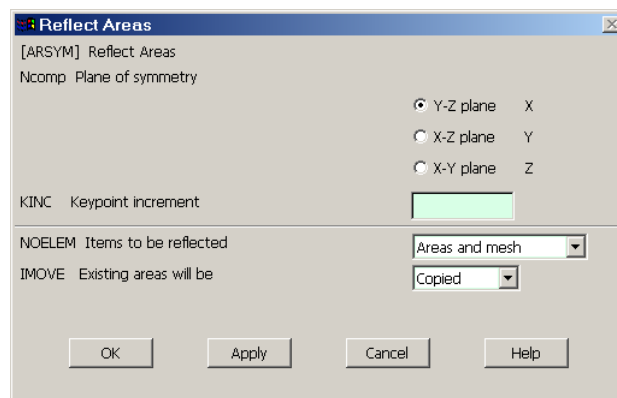 Reflect Areas
[ARSYM] Reflect Areas
Ncomp Plane of symmetry
Y-Z plane X
X-Z plane Y
X-Y plane Z
KINC Keypoint increment
NOELEM Items to be reflected Areas and mesh
IMOVE Existing areas will be Copied
OK Apply Cancel Help